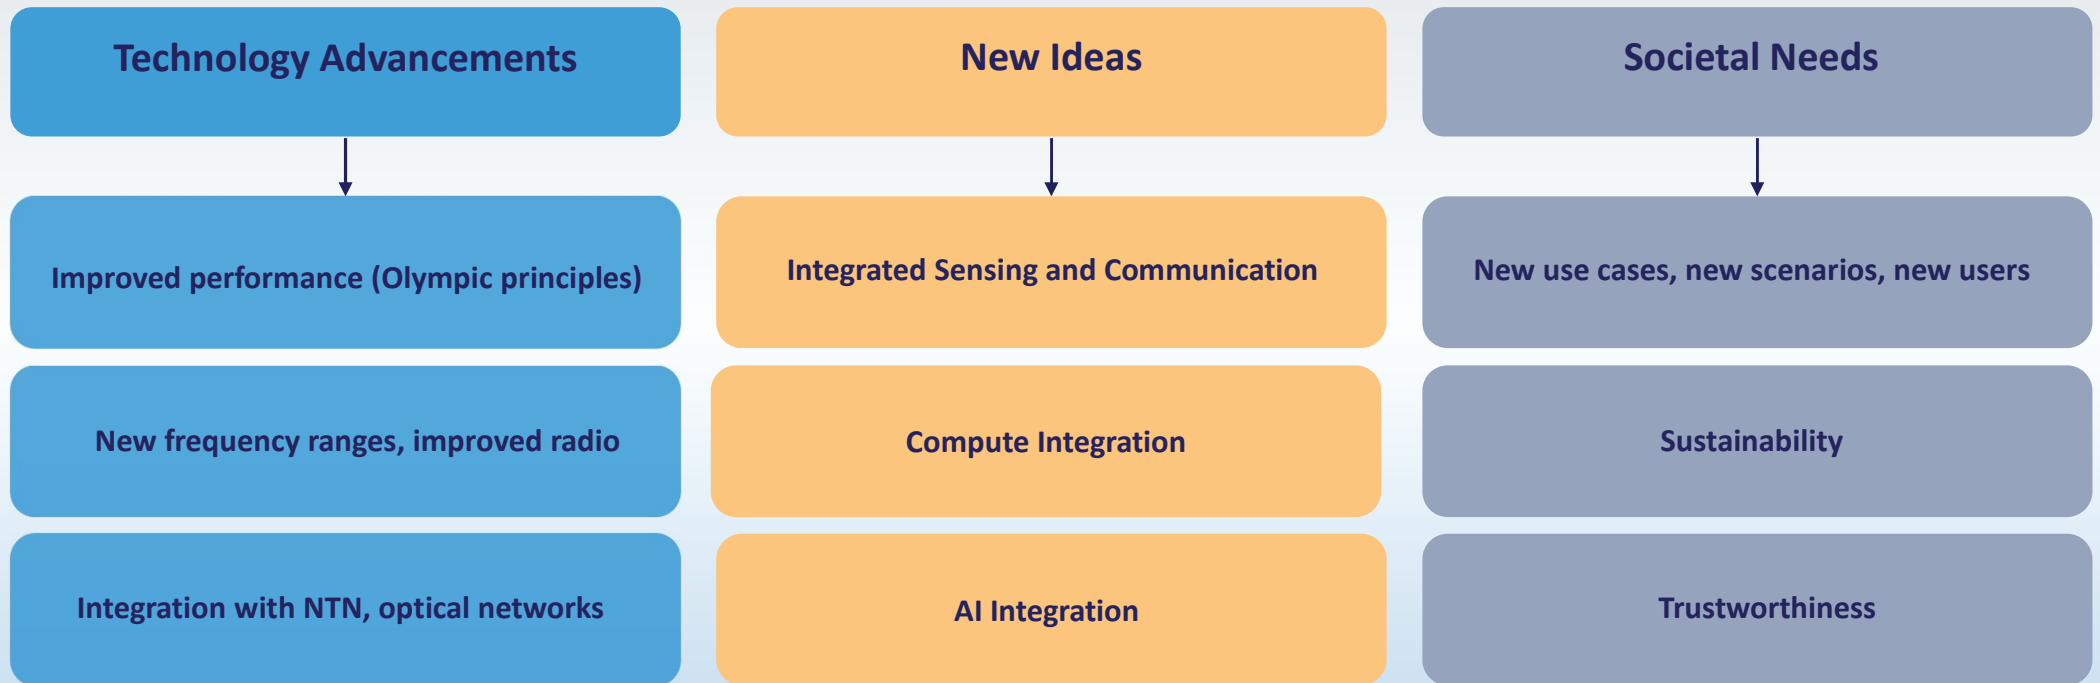 Technology Advancements
New Ideas
Societal Needs
Improved performance (Olympic principles)
Integrated Sensing and Communication
New use cases, new scenarios, new users
New frequency ranges, improved radio
Compute Integration
Sustainability
Integration with NTN, optical networks
AI Integration
Trustworthiness